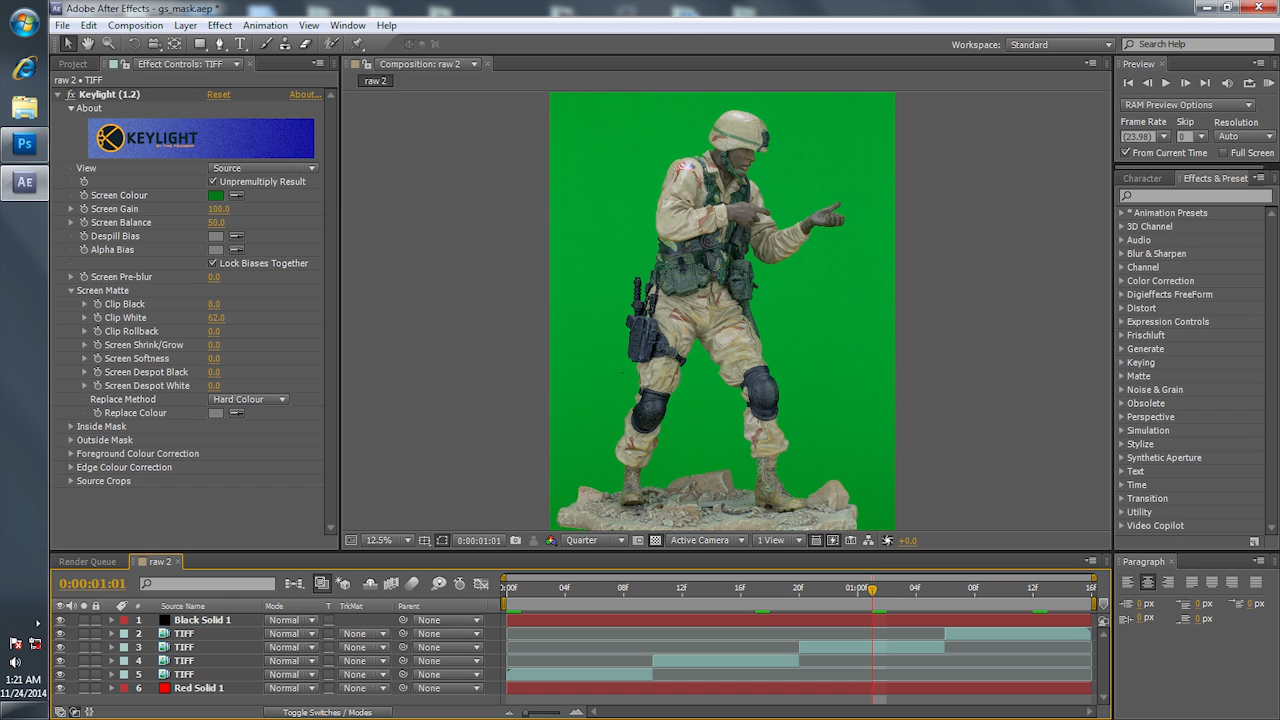 Adobe After Effects - gs_mask.aep *
File Edit Composition Layer Effect Animation View Window Help
Workspace: Standard Search Help
Project Effect Controls: TIFF Composition: raw 2 Preview
raw 2 • TIFF
raw 2
Keylight (1.2) Reset About...
About
KEYLIGHT
BY THE FOUNDRY
View Source
Unpremultiply Result
Screen Colour
Screen Gain 100.0
Screen Balance 50.0
Despill Bias
Alpha Bias
Lock Biases Together
Screen Pre-blur 0.0
Screen Matte
Clip Black 8.0
Clip White 62.0
Clip Rollback 0.0
Screen Shrink/Grow 0.0
Screen Softness 0.0
Screen Despot Black 0.0
Screen Despot White 0.0
Replace Method Hard Colour
Replace Colour
Inside Mask
Outside Mask
Foreground Colour Correction
Edge Colour Correction
Source Crops
12.5% 0:00:01:01 Quarter Active Camera 1 View +0.0
RAM Preview Options
Frame Rate Skip Resolution
(23.98) 0 Auto
From Current Time Full Screen
Character Effects & Preset
* Animation Presets
3D Channel
Audio
Blur & Sharpen
Channel
Color Correction
Digieffects FreeForm
Distort
Expression Controls
Frischluft
Generate
Keying
Matte
Noise & Grain
Obsolete
Perspective
Simulation
Stylize
Synthetic Aperture
Text
Time
Transition
Utility
Video Copilot
Ps
AE
Render Queue raw 2
0:00:01:01
:00F 04F 08F 12F 16F 20F 01:00F 04F 08F 12F 16F
# Source Name Mode T TrkMat Parent
1 Black Solid 1 Normal None
2 TIFF Normal None None
3 TIFF Normal None None
4 TIFF Normal None None
5 TIFF Normal None None
6 Red Solid 1 Normal None None
Toggle Switches / Modes
Paragraph
0 px 0 px 0 px
0 px 0 px
1:21 AM
11/24/2014